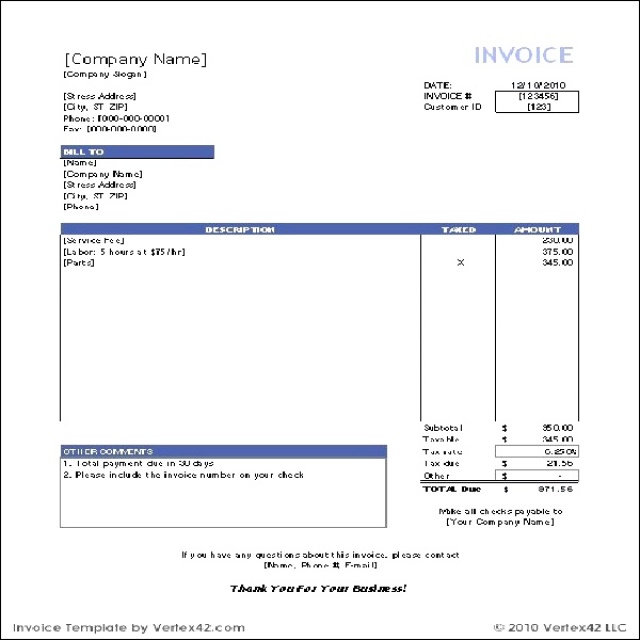 [Company Name]
[Company Slogan]
INVOICE
[Stress Address]
[City, ST ZIP]
Phone: [000-000-0000]
Fax: [000-000-0000]
DATE: 12/10/2010
INVOICE # [123456]
Customer ID [123]
BILL TO
[Name]
[Company Name]
[Stress Address]
[City, ST ZIP]
[Phone]
DESCRIPTION TAXED AMOUNT
[Service Fee] 230.00
[Labor: 5 hours at $75/hr] 375.00
[Parts] X 345.00
Subtotal $ 950.00
Taxable $ 345.00
Tax rate 6.250%
Tax due $ 21.56
Other $ -
TOTAL Due $ 971.56
OTHER COMMENTS
1. Total payment due in 30 days
2. Please include the invoice number on your check
Make all checks payable to
[Your Company Name]
If you have any questions about this invoice, please contact
[Name, Phone #, E-mail]
Thank You For Your Business!
Invoice Template by Vertex42.com
© 2010 Vertex42 LLC